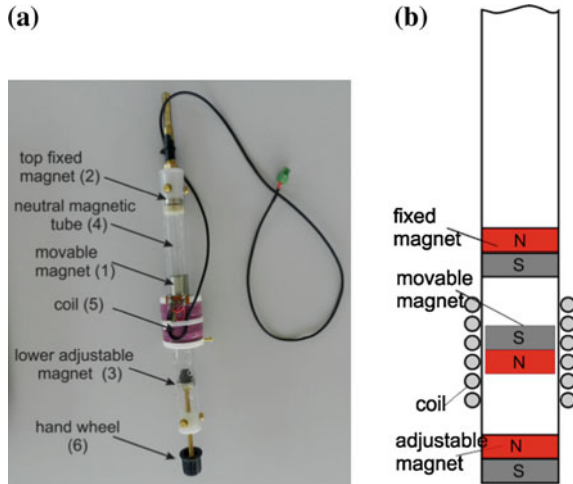 (a)
top fixed
magnet (2)
neutral magnetic
tube (4)
movable
magnet (1)
coil (5)
lower adjustable
magnet (3)
hand wheel
(6)
(b)
fixed
magnet
N
S
movable
magnet
S
N
coil
adjustable
magnet
N
S